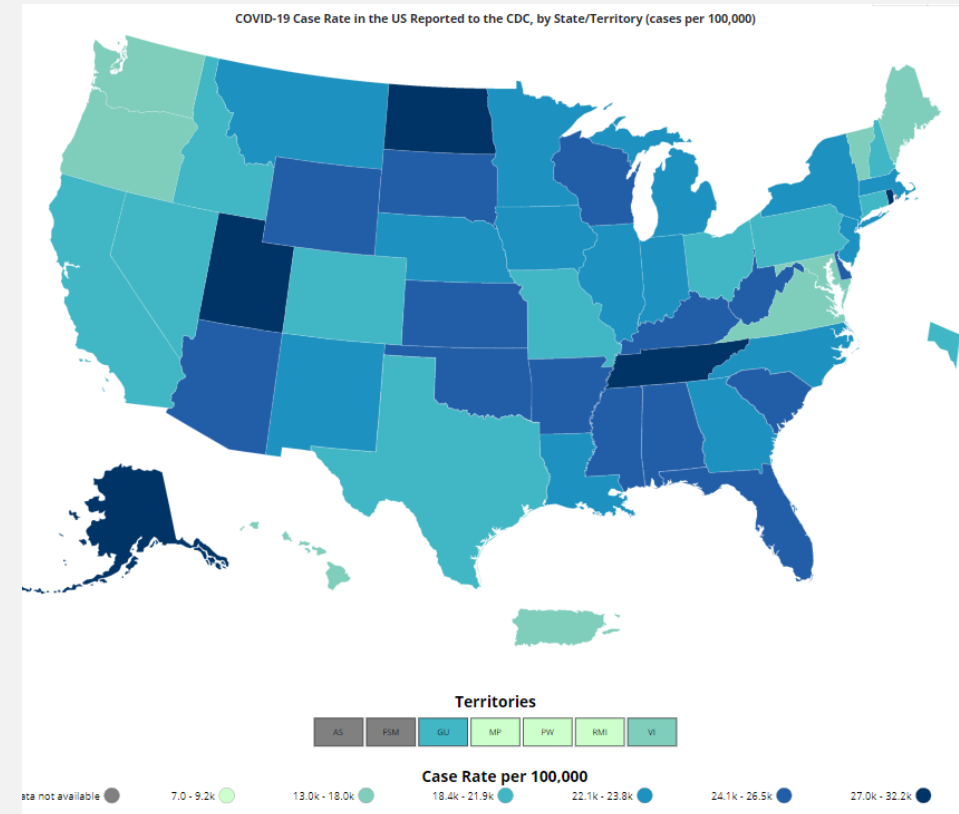 COVID-19 Case Rate in the US Reported to the CDC, by State/Territory (cases per 100,000)
Territories
AS FSM GU MP PW RMI VI
Case Rate per 100,000
ata not available 7.0 - 9.2k 13.0k - 18.0k 18.4k - 21.9k 22.1k - 23.8k 24.1k - 26.5k 27.0k - 32.2k